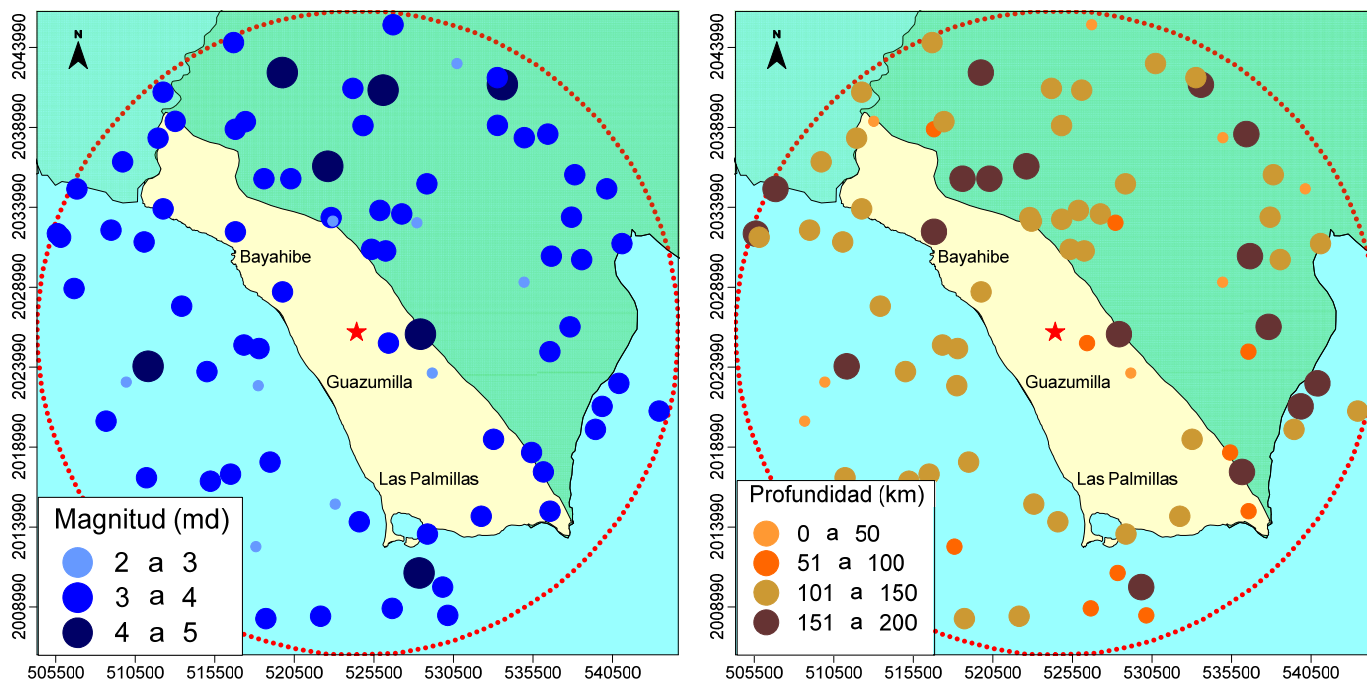 N
2043990
2038990
2033990
2028990
2023990
2018990
2013990
2008990
Bayahibe
Guazumilla
Las Palmillas
Magnitud (md)
2 a 3
3 a 4
4 a 5
505500 510500 515500 520500 525500 530500 535500 540500
N
2043990
2038990
2033990
2028990
2023990
2018990
2013990
2008990
Bayahibe
Guazumilla
Las Palmillas
Profundidad (km)
0 a 50
51 a 100
101 a 150
151 a 200
505500 510500 515500 520500 525500 530500 535500 540500